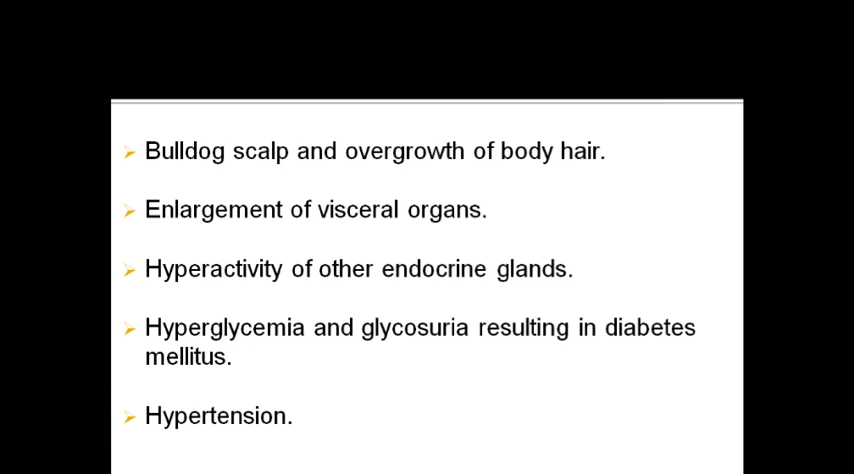 Bulldog scalp and overgrowth of body hair.
Enlargement of visceral organs.
Hyperactivity of other endocrine glands.
Hyperglycemia and glycosuria resulting in diabetes
mellitus.
Hypertension.